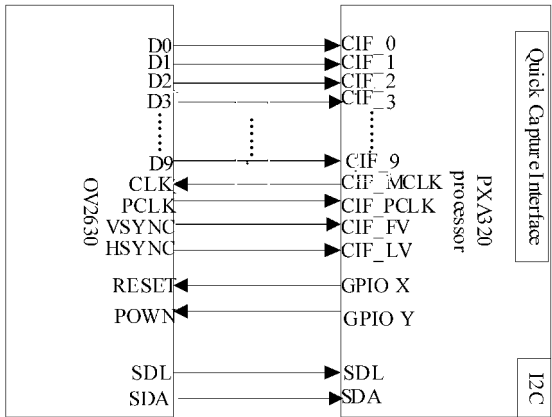 D0 CIF_0
D1 CIF_1
D2 CIF_2
D3 CIF_3
D9 CIF_9
CLK CIF_MCLK
PCLK CIF_PCLK
VSYNC CIF_FV
HSYNC CIF_LV
RESET GPIO X
POWN GPIO Y
SDL SDL
SDA SDA
OV2630
PXA320
processor
Quick Capture Interface
I2C